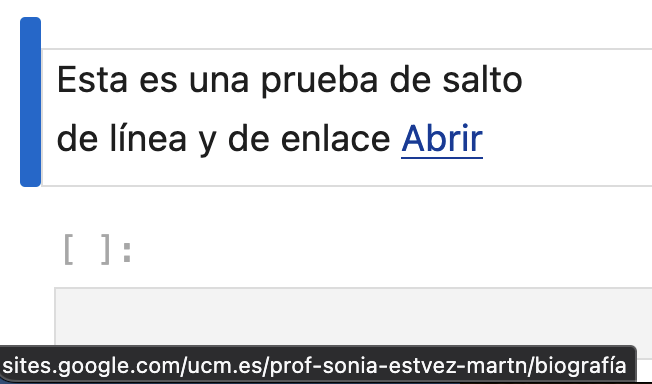 Esta es una prueba de salto
de línea y de enlace Abrir
[ ]:
sites.google.com/ucm.es/prof-sonia-estvez-martn/biografía